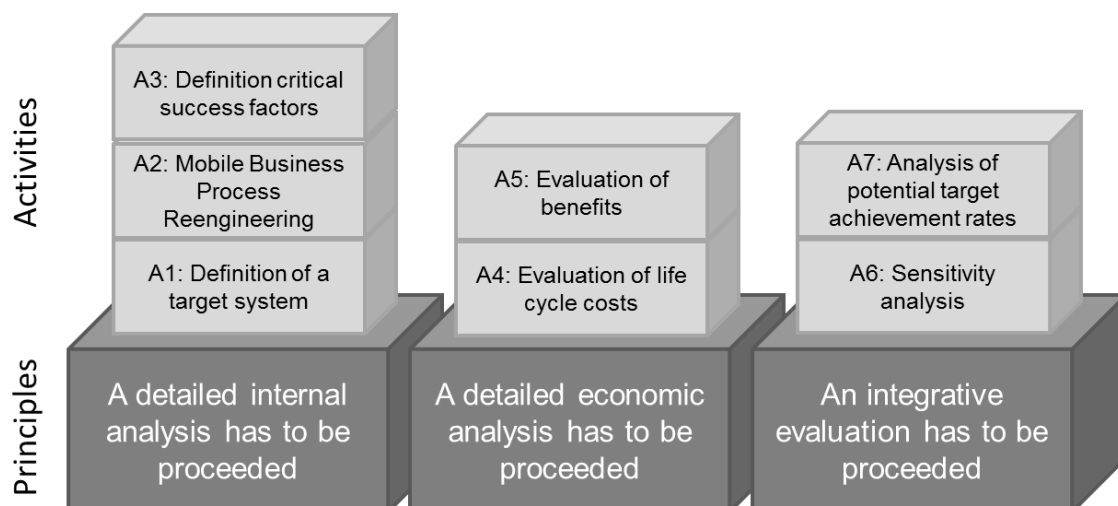 Activities
A3: Definition critical
success factors
A2: Mobile Business
Process
Reengineering
A1: Definition of a
target system
A5: Evaluation of
benefits
A4: Evaluation of life
cycle costs
A7: Analysis of
potential target
achievement rates
A6: Sensitivity
analysis
Principles
A detailed internal
analysis has to be
proceeded
A detailed economic
analysis has to be
proceeded
An integrative
evaluation has to be
proceeded